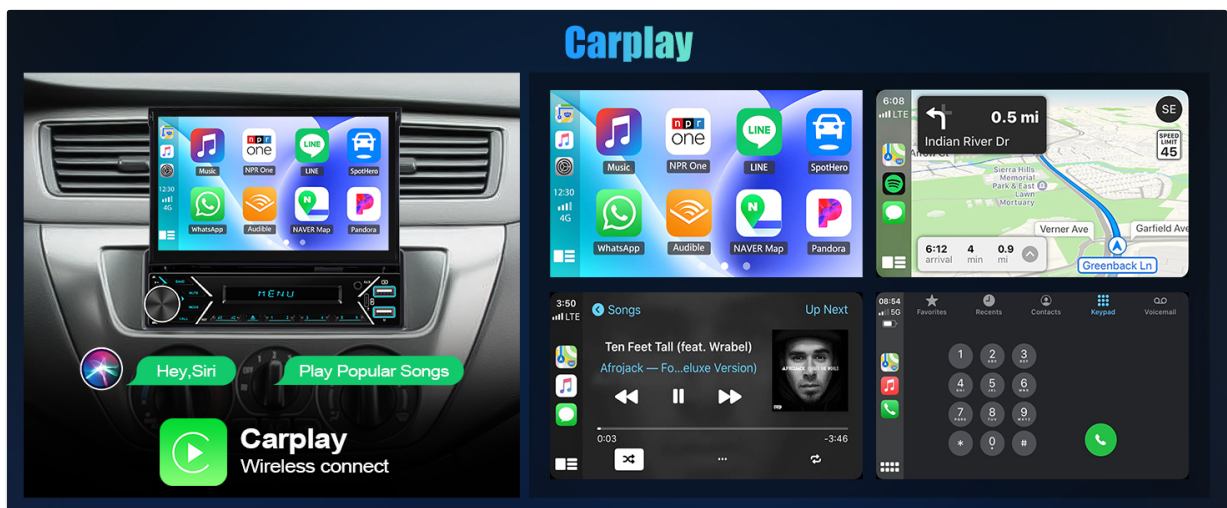 Carplay
npr
one
LINE
Music
NPR One
LINE
SpotHero
12:30
4G
N
WhatsApp
Audible
NAVER Map
Pandora
MENU
Hey,Siri
Play Popular Songs
Carplay
Wireless connect
npr
one
LINE
Music
NPR One
LINE
SpotHero
12:30
4G
N
WhatsApp
Audible
NAVER Map
Pandora
6:08
LTE
0.5 mi
Indian River Dr
SE
SPEED
LIMIT
45
Sierra Hills
Memorial
Park & East
Lawn
Mortuary
Verner Ave
Garfield Ave
6:12
4
0.9
arrival
min
mi
Greenback Ln
3:50
LTE
Songs
Up Next
Ten Feet Tall (feat. Wrabel)
Afrojack — Fo...eluxe Version)
0:03
-3:46
08:54
5G
Favorites
Recents
Contacts
Keypad
Voicemail
1
2
3
4
5
6
7
8
9
*
0
#